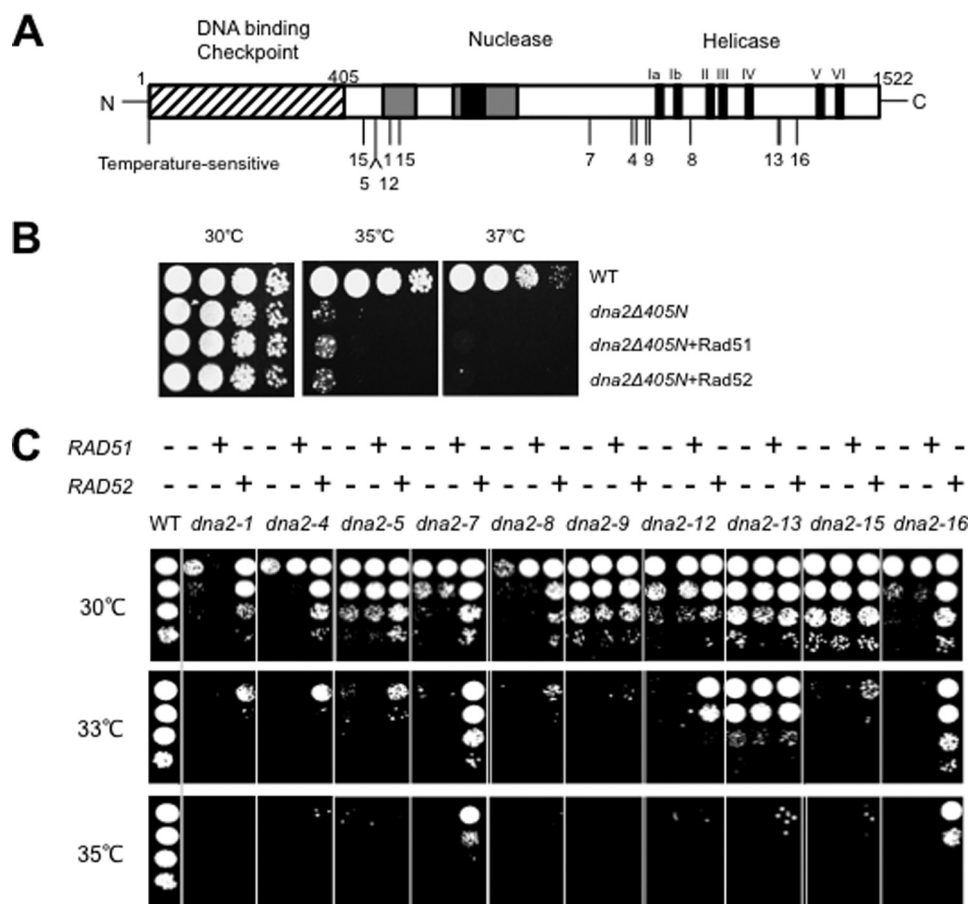 A
DNA binding
Checkpoint
Nuclease
Helicase
Ia Ib II III IV V VI
1 405 1522
N C
Temperature-sensitive
15 1 15 7 4 9 8 13 16
5 12
B
30℃ 35℃ 37℃
WT
dna2Δ405N
dna2Δ405N+Rad51
dna2Δ405N+Rad52
C
RAD51 - - + - - + - - + - - + - - + - - + - - + - - + - - + - - + -
RAD52 - - - + - - + - - + - - + - - + - - + - - + - - + - - + - - +
WT dna2-1 dna2-4 dna2-5 dna2-7 dna2-8 dna2-9 dna2-12 dna2-13 dna2-15 dna2-16
30℃
33℃
35℃